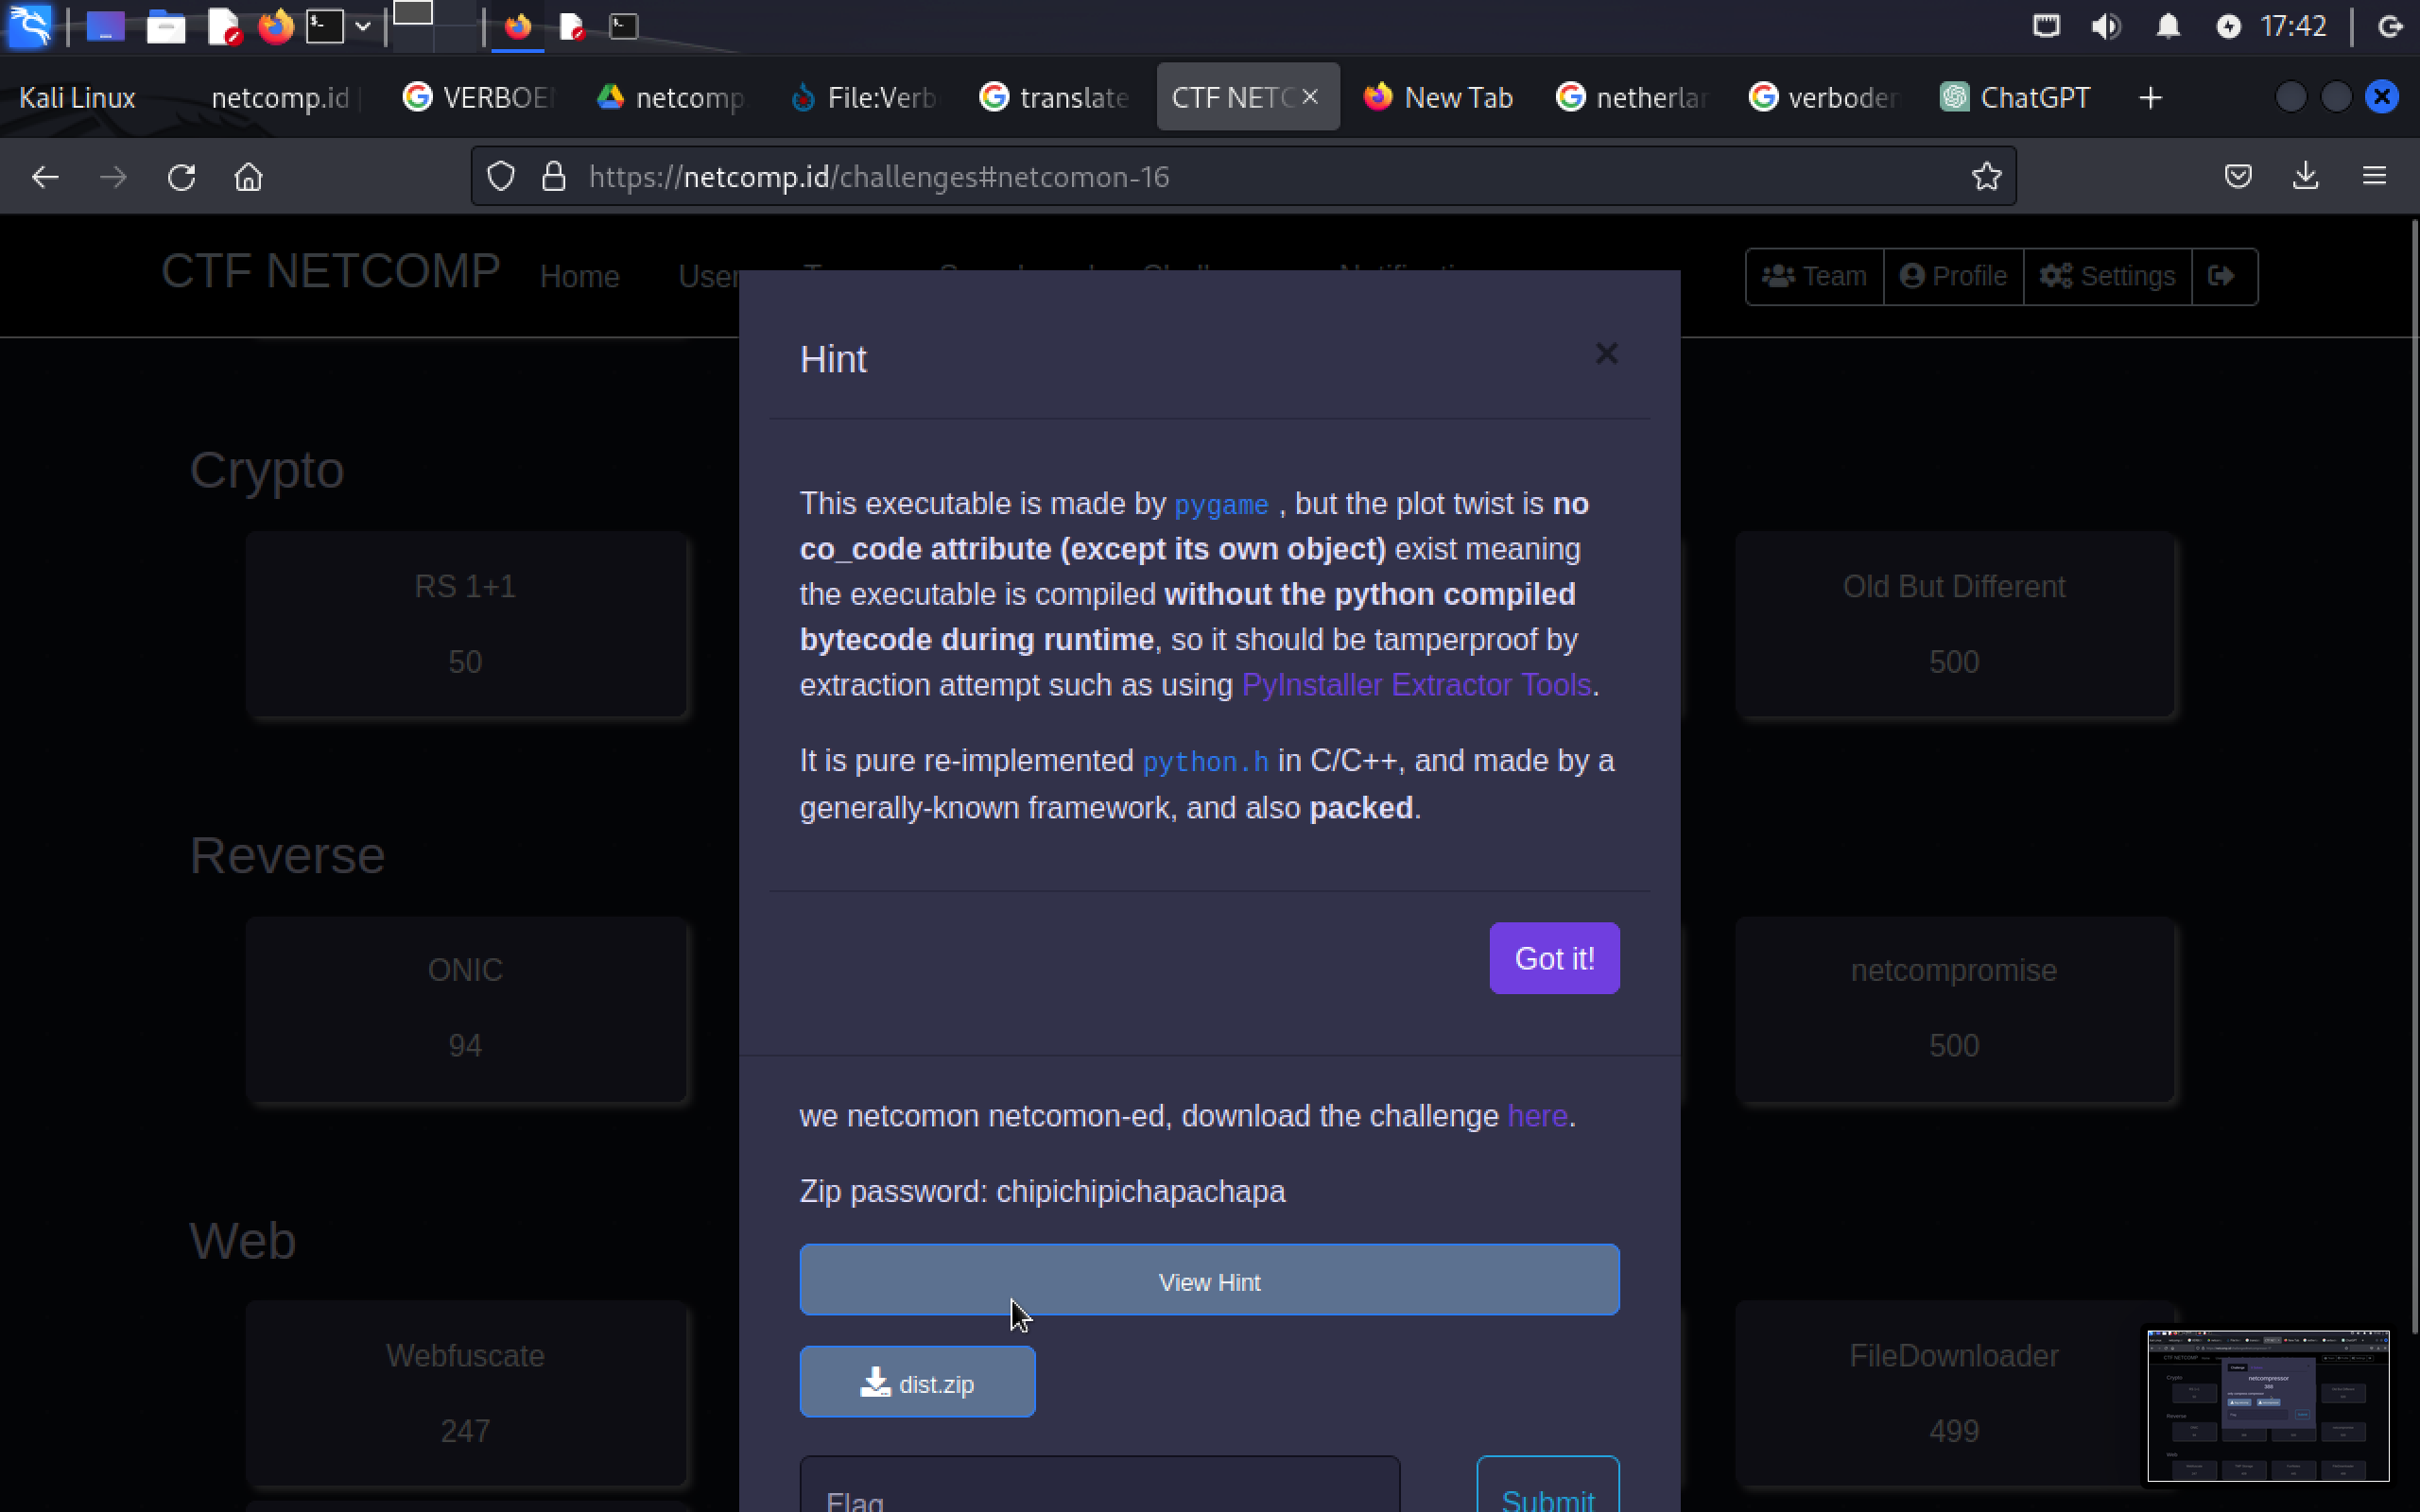 17:42
Kali Linux
netcomp.id
VERBOE
netcomp
File:Verb
translate
CTF NETC
New Tab
netherlar
verboden
ChatGPT
https://netcomp.id/challenges#netcomon-16
CTF NETCOMP
Home
User
Team
Profile
Settings
Hint
This executable is made by pygame , but the plot twist is no
co_code attribute (except its own object) exist meaning
the executable is compiled without the python compiled
bytecode during runtime, so it should be tamperproof by
extraction attempt such as using PyInstaller Extractor Tools.
It is pure re-implemented python.h in C/C++, and made by a
generally-known framework, and also packed.
Got it!
we netcomon netcomon-ed, download the challenge here.
Zip password: chipichipichapachapa
View Hint
dist.zip
Flag
Submit
Crypto
RS 1+1
50
Old But Different
500
Reverse
ONIC
94
netcompromise
500
Web
Webfuscate
247
FileDownloader
499